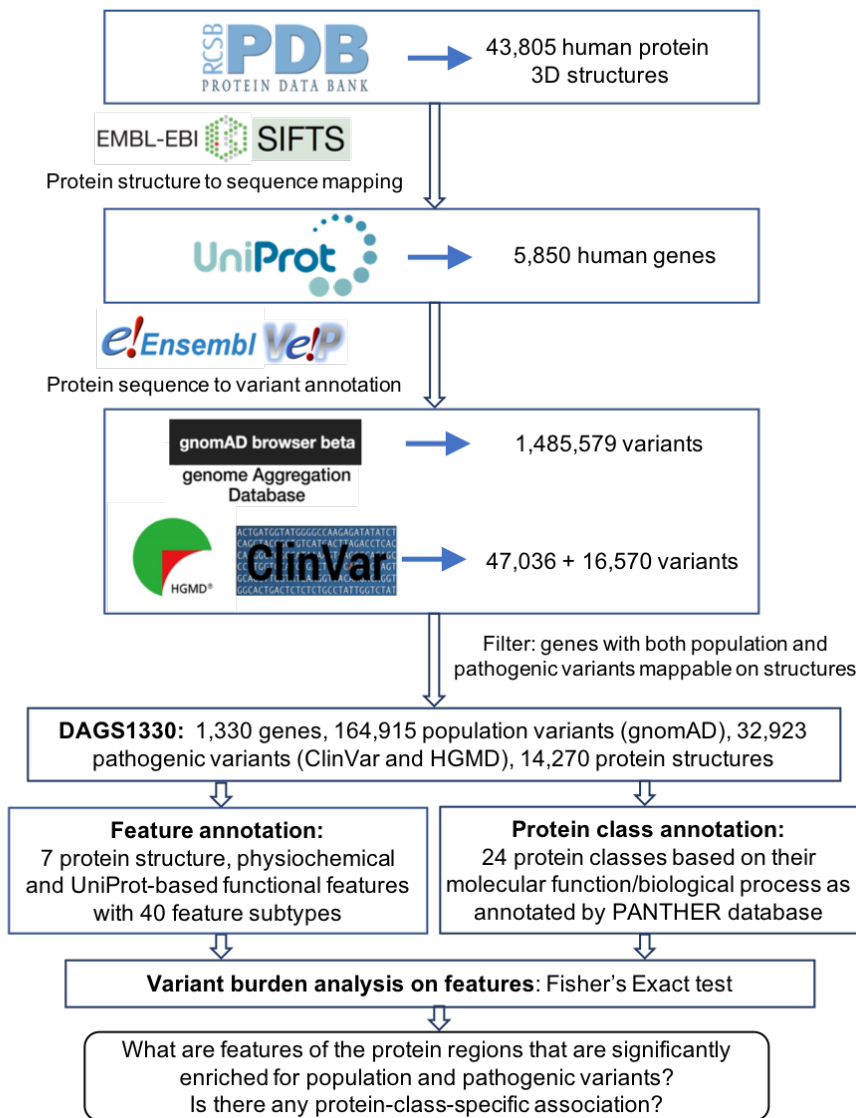 RCSB
PDB
PROTEIN DATA BANK
43,805 human protein
3D structures
EMBL-EBI
SIFTS
Protein structure to sequence mapping
UniProt
5,850 human genes
e!Ensembl
Ve!P
Protein sequence to variant annotation
gnomAD browser beta
genome Aggregation
Database
1,485,579 variants
HGMD®
ClinVar
47,036 + 16,570 variants
Filter: genes with both population and
pathogenic variants mappable on structures
DAGS1330: 1,330 genes, 164,915 population variants (gnomAD), 32,923
pathogenic variants (ClinVar and HGMD), 14,270 protein structures
Feature annotation:
7 protein structure, physiochemical
and UniProt-based functional features
with 40 feature subtypes
Protein class annotation:
24 protein classes based on their
molecular function/biological process as
annotated by PANTHER database
Variant burden analysis on features: Fisher's Exact test
What are features of the protein regions that are significantly
enriched for population and pathogenic variants?
Is there any protein-class-specific association?